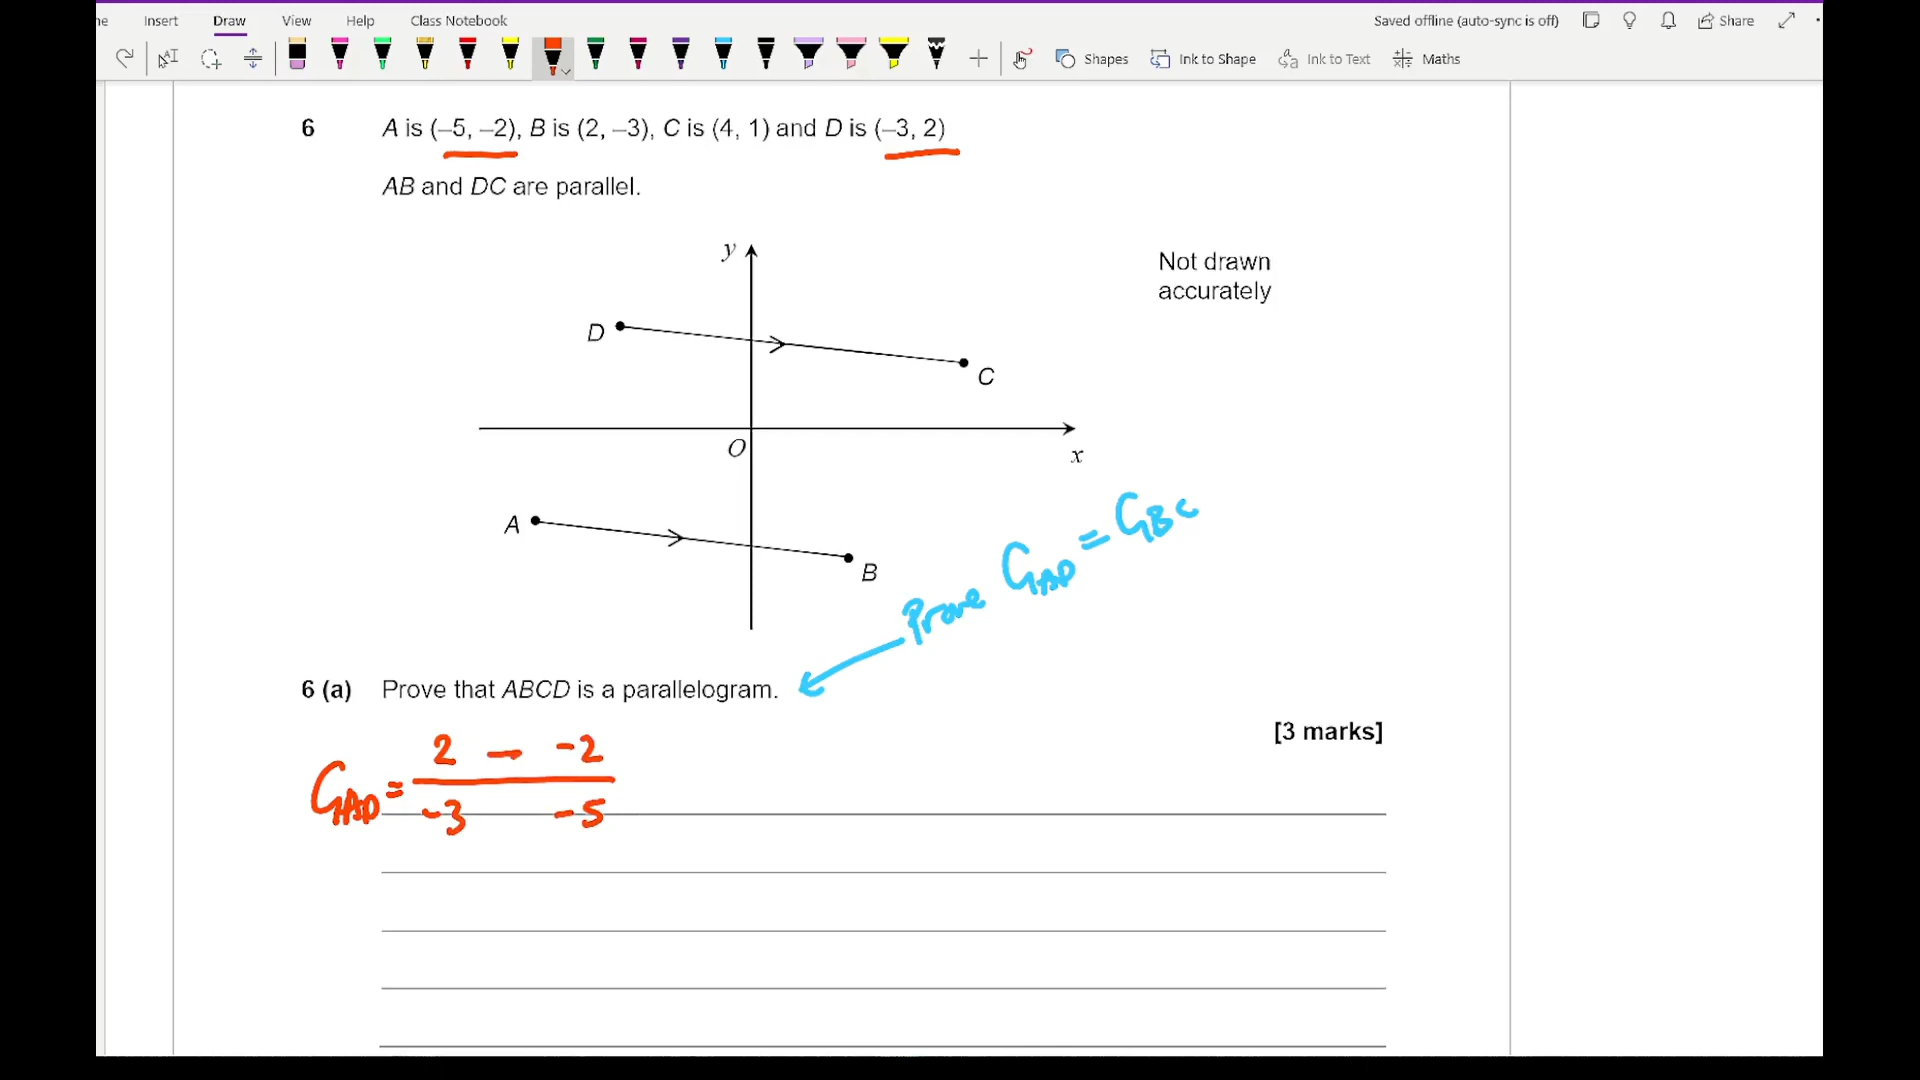 ne Insert Draw View Help Class Notebook Saved offline (auto-sync is off) Share
Shapes Ink to Shape Ink to Text Maths
6 A is (–5, –2), B is (2, –3), C is (4, 1) and D is (–3, 2)
AB and DC are parallel.
y
Not drawn
accurately
D
C
O
x
A
B
Prove G_AD = G_BC
6 (a) Prove that ABCD is a parallelogram.
[3 marks]
G_AD = 2 - -2
-3 -5